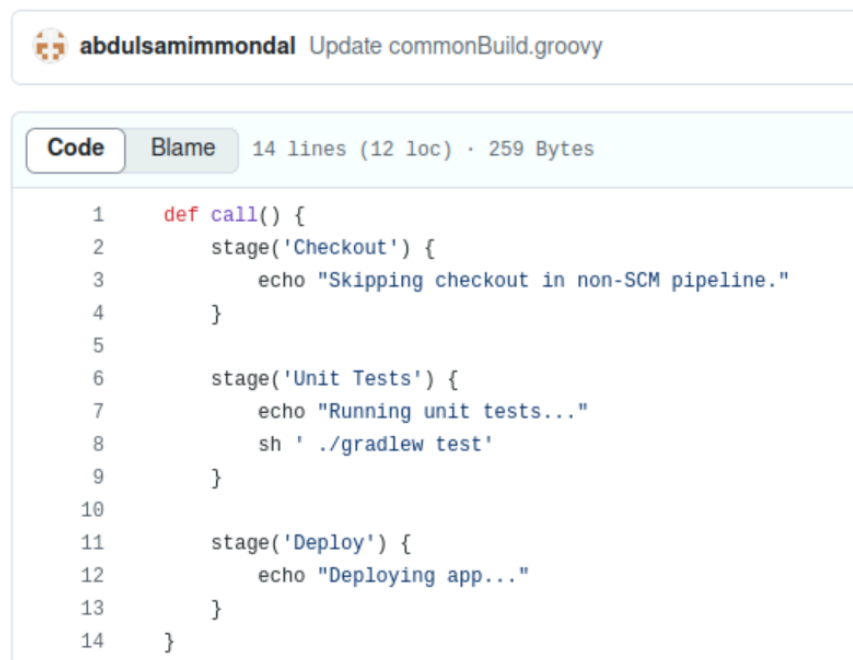 abdulsamimmondal Update commonBuild.groovy
Code Blame 14 lines (12 loc) · 259 Bytes
1 def call() {
2 stage('Checkout') {
3 echo "Skipping checkout in non-SCM pipeline."
4 }
5
6 stage('Unit Tests') {
7 echo "Running unit tests..."
8 sh ' ./gradlew test'
9 }
10
11 stage('Deploy') {
12 echo "Deploying app..."
13 }
14 }